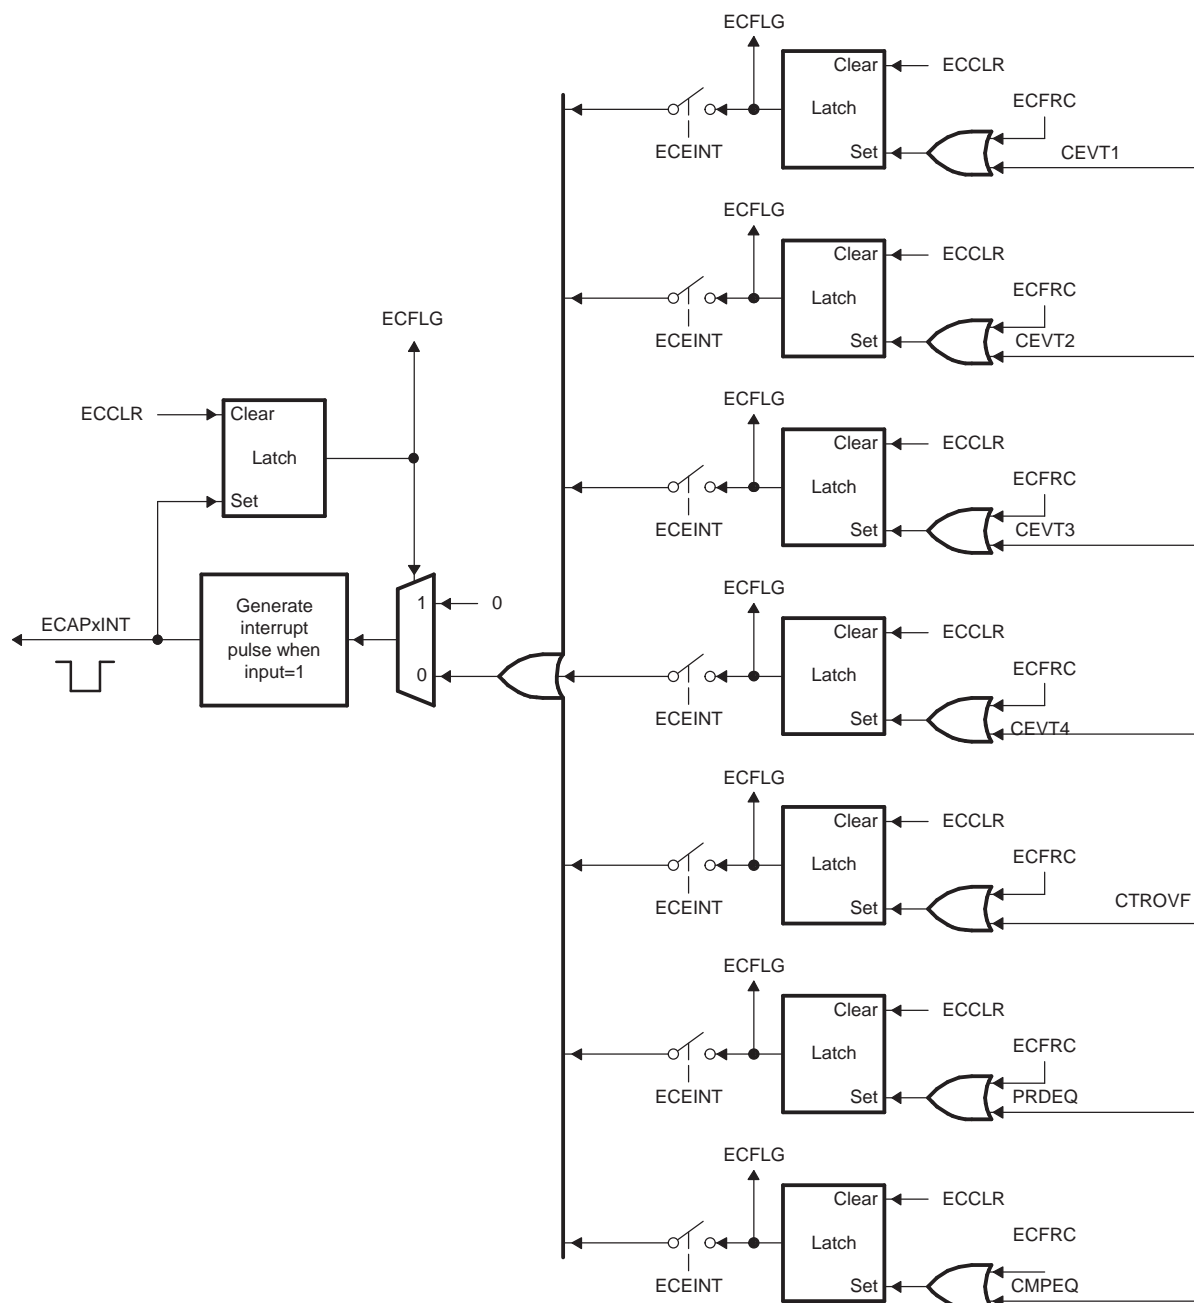 ECFLG
Clear
ECCLR
Latch
ECFRC
ECEINT
Set
CEVT1
ECFLG
Clear
ECCLR
Latch
ECFRC
ECEINT
Set
CEVT2
ECFLG
ECCLR
Clear
Latch
Set
ECFLG
Clear
ECCLR
Latch
ECFRC
ECEINT
Set
CEVT3
ECAPxINT
Generate
interrupt
pulse when
input=1
1
0
0
ECFLG
Clear
ECCLR
Latch
ECFRC
ECEINT
Set
CEVT4
ECFLG
Clear
ECCLR
Latch
ECFRC
ECEINT
Set
CTROVF
ECFLG
Clear
ECCLR
Latch
ECFRC
ECEINT
Set
PRDEQ
ECFLG
Clear
ECCLR
Latch
ECFRC
ECEINT
Set
CMPEQ